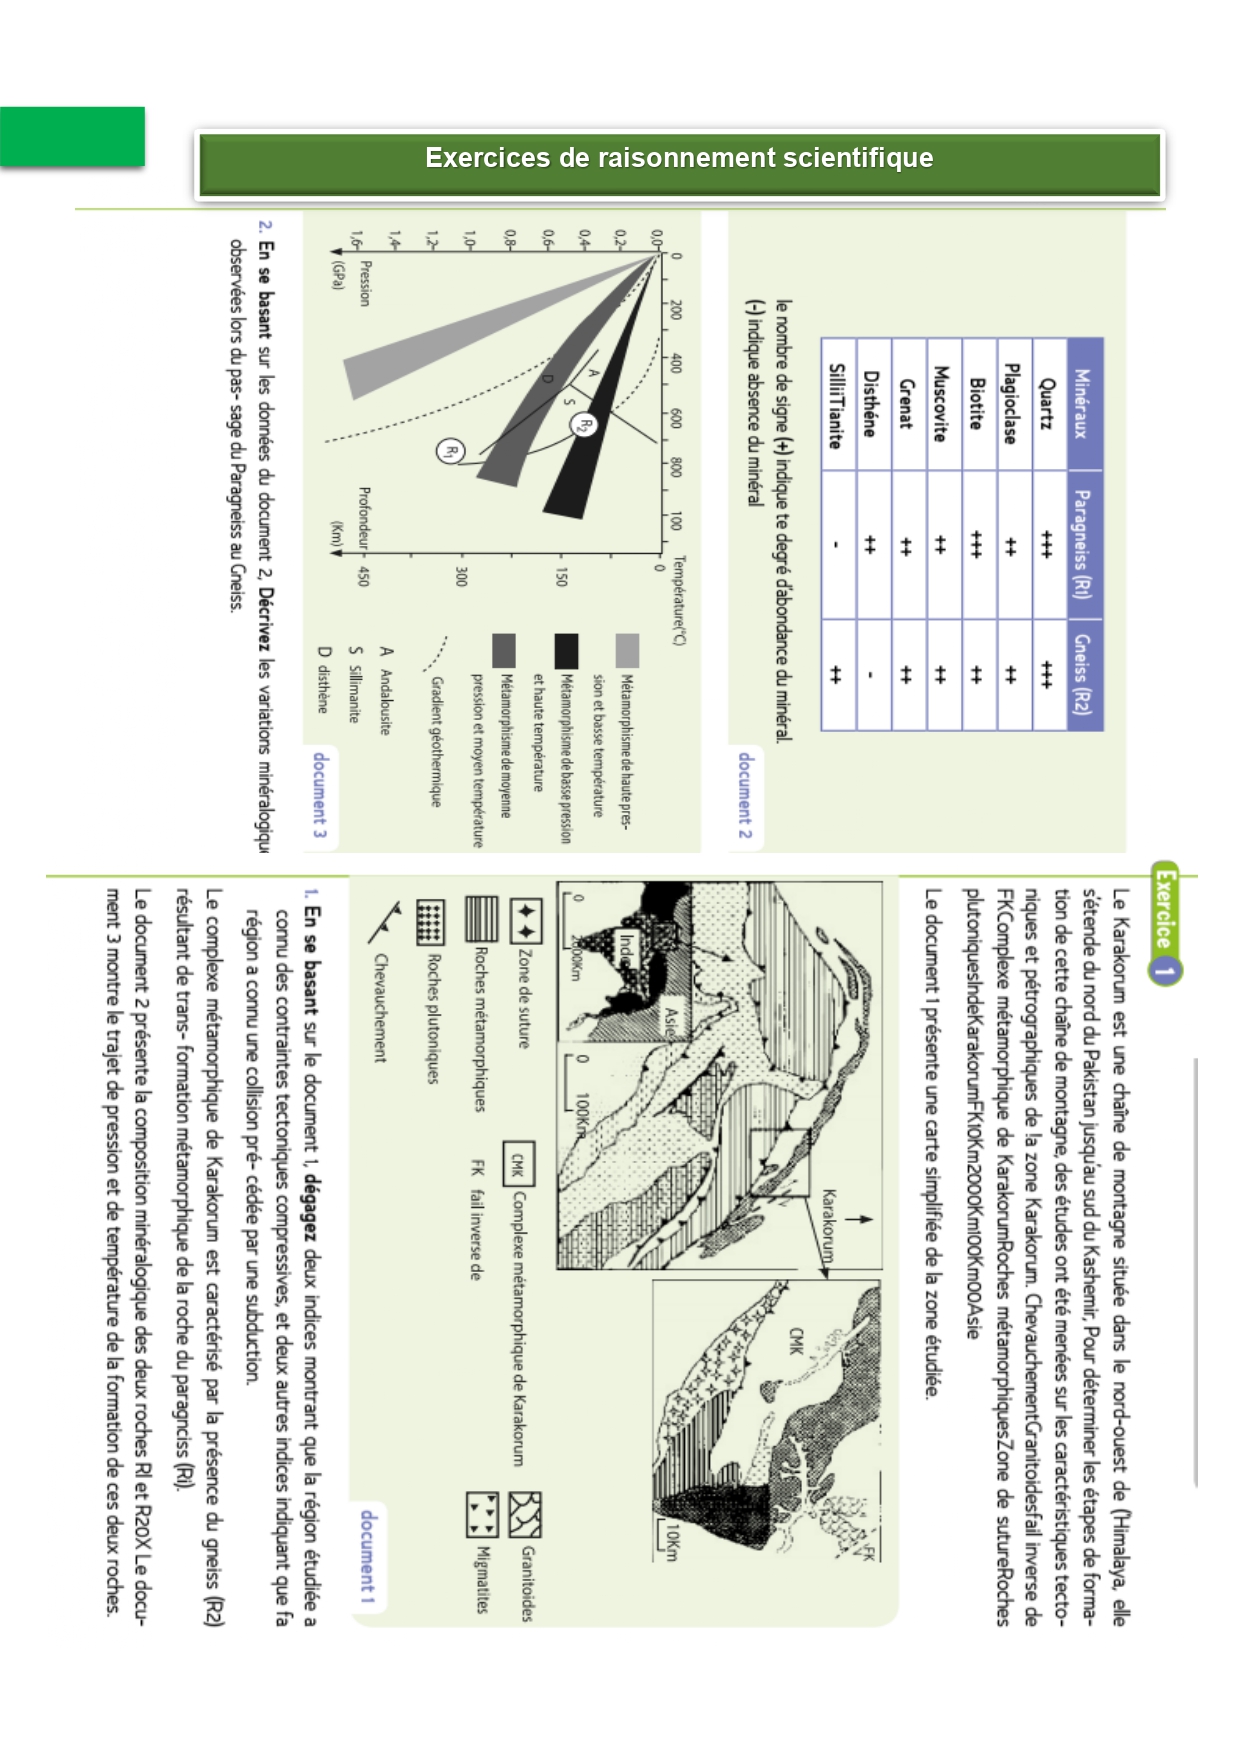 Exercices de raisonnement scientifique
Exercice 1
Le Karakorum est une chaîne de montagne située dans le nord-ouest de ('Himalaya, elle
s'étende du nord du Pakistan jusqu'au sud du Kashemir, Pour déterminer les étapes de forma-
tion de cette chaîne de montagne, des études ont été menées sur les caractéristiques tecto-
niques et pétrographiques de !a zone Karakorum. ChevauchementGranitoidesfail inverse de
FKComplexe métamorphique de KarakorumRoches métamorphiquesZone de sutureRoches
plutoniquesIndeKarakorumFK10Km2000Km100Km00Asie
Le document 1 présente une carte simplifiée de la zone étudiée.
Karakorum
Asie
Inde
0
2000Km
0
100Km
CMK
FK
10Km
Zone de suture
Roches métamorphiques
Roches plutoniques
Chevauchement
CMK Complexe métamorphique de Karakorum
FK fail inverse de
Granitoides
Migmatites
document 1
1. En se basant sur le document 1, dégagez deux indices montrant que la région étudiée a
connu des contraintes tectoniques compressives, et deux autres indices indiquant que fa
région a connu une collision pré- cédée par une subduction.
Le complexe métamorphique de Karakorum est caractérisé par la présence du gneiss (R2)
résultant de trans- formation métamorphique de la roche du paragnciss (Ri).
Le document 2 présente la composition minéralogique des deux roches Rl et R20X Le docu-
ment 3 montre le trajet de pression et de température de la formation de ces deux roches.
Minéraux Paragneiss (R1) Gneiss (R2)
Quartz +++ +++
Plagioclase ++ ++
Biotite +++ ++
Muscovite ++ ++
Grenat ++ ++
Disthéne ++ -
SilliiTianite - ++
le nombre de signe (+) indique te degré d'abondance du minéral.
(-) indique absence du minéral
document 2
0 200 400 600 800 100 Température(°C)
0,0
0,2
0,4
0,6
0,8
1,0
1,2
1,4
1,6
Pression
(GPa)
A
S
D
R2
R1
0
150
300
450
Profondeur
(Km)
Métamorphisme de haute pres-
sion et basse température
Métamorphisme de basse pression
et haute température
Métamorphisme de moyenne
pression et moyen température
Gradient géothermique
A Andalousite
S Sillimanite
D disthène
document 3
2. En se basant sur les données du document 2, Décrivez les variations minéralogiqu
observées lors du pas- sage du Paragneiss au Gneiss.